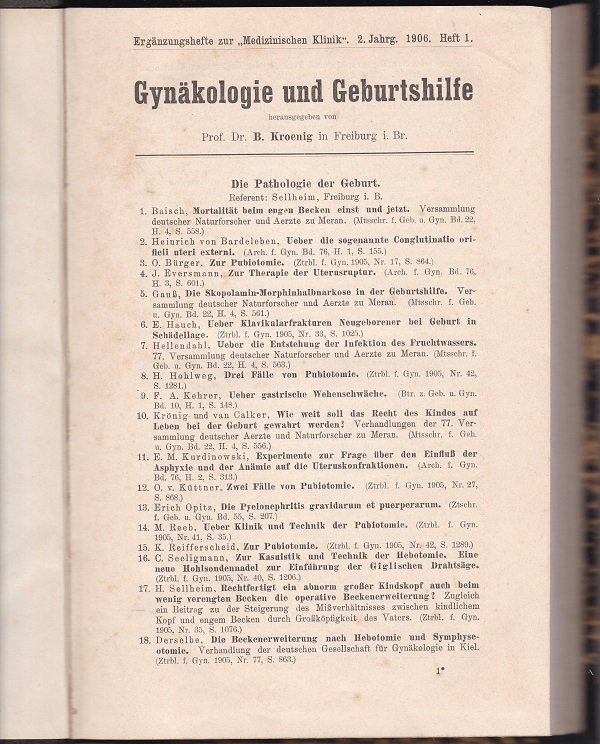 Ergänzungshefte zur „Medizinischen Klinik“. 2. Jahrg. 1906. Heft 1.
Gynäkologie und Geburtshilfe
herausgegeben von
Prof. Dr. B. Kroenig in Freiburg i. Br.
Die Pathologie der Geburt.
Referent: Sellheim, Freiburg i. B.
1. Baisch, Mortalität beim engen Becken einst und jetzt. Versammlung
deutscher Naturforscher und Aerzte zu Meran. (Mtsschr. f. Geb. u. Gyn. Bd. 22,
H. 4, S. 558.)
2. Heinrich von Bardeleben, Ueber die sogenannte Conglutinatio ori-
ficii uteri externi. (Arch. f. Gyn. Bd. 76, H. 1, S. 155.)
3. O. Bürger, Zur Pubiotomie. (Ztrbl. f. Gyn. 1905, Nr. 17, S. 864.)
4. J. Eversmann, Zur Therapie der Uterusruptur. (Arch. f. Gyn. Bd. 76,
H. 3, S. 601.)
5. Gauß, Die Skopolamin-Morphinhalbnarkose in der Geburtshilfe. Ver-
sammlung deutscher Naturforscher und Aerzte zu Meran. (Mtsschr. f. Geb.
u. Gyn. Bd. 22, H. 4, S. 561.)
6. E. Hauch, Ueber Klavikularfrakturen Neugeborener bei Geburt in
Schädellage. (Ztrbl. f. Gyn. 1905, Nr. 33, S. 1025.)
7. Hellendahl, Ueber die Entstehung der Infektion des Fruchtwassers.
77. Versammlung deutscher Naturforscher und Aerzte zu Meran. (Mtschr. f.
Geb. u. Gyn. Bd. 22, H. 4, S. 563.)
8. H. Hohlweg, Drei Fälle von Pubiotomie. (Ztrbl. f. Gyn. 1905, Nr. 42,
S. 1281.)
9. F. A. Kehrer, Ueber gastrische Wehenschwäche. (Btr. z. Geb. u. Gyn.
Bd. 10, H. 1, S. 148.)
10. Krönig und van Calker, Wie weit soll das Recht des Kindes auf
Leben bei der Geburt gewahrt werden? Verhandlungen der 77. Ver-
sammlung deutscher Aerzte und Naturforscher zu Meran. (Mtsschr. f. Geb.
u. Gyn. Bd. 22, H. 4, S. 556.)
11. E. M. Kurdinowski, Experimente zur Frage über den Einfluß der
Asphyxie und der Anämie auf die Uteruskonfraktionen. (Arch. f. Gyn.
Bd. 76, H. 2, S. 313.)
12. O. v. Küttner, Zwei Fälle von Pubiotomie. (Ztrbl. f. Gyn. 1905, Nr. 27,
S. 868.)
13. Erich Opitz, Die Pyelonephritis gravidarum et puerperarum. (Ztschr.
f. Geb. u. Gyn. Bd. 55, S. 207.)
14. M. Reeb, Ueber Klinik und Technik der Pubiotomie. (Ztrbl. f. Gyn.
1905, Nr. 41, S. 35.)
15. K. Reifferscheid, Zur Pubiotomie. (Ztrbl. f. Gyn. 1905, Nr. 42, S. 1289.)
16. C. Seeligmann, Zur Kasuistik und Technik der Hebotomie. Eine
neue Hohlsondennadel zur Einführung der Giglischen Drahtsäge.
(Ztrbl. f. Gyn. 1905, Nr. 40, S. 1206.)
17. H. Sellheim, Rechtfertigt ein abnorm großer Kindskopf auch beim
wenig verengten Becken die operative Beckenerweiterung? Zugleich
ein Beitrag zu der Steigerung des Mißverhältnisses zwischen kindlichem
Kopf und engem Becken durch Großköpfigkeit des Vaters. (Ztrbl. f. Gyn.
1905, Nr. 35, S. 1076.)
18. Derselbe, Die Beckenerweiterung nach Hebotomie und Symphyse-
otomie. Verhandlung der deutschen Gesellschaft für Gynäkologie in Kiel.
(Ztrbl. f. Gyn. 1905, Nr. 77, S. 863.)
1*